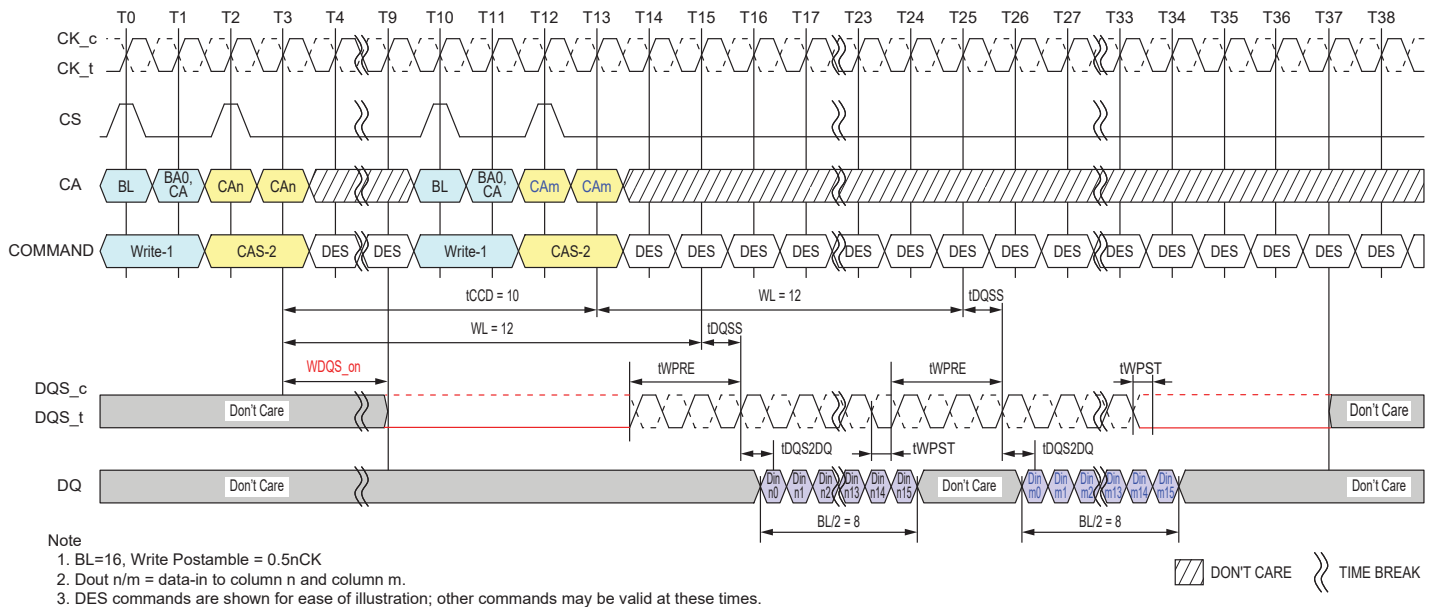 T0 T1 T2 T3 T4 T9 T10 T11 T12 T13 T14 T15 T16 T17 T23 T24 T25 T26 T27 T33 T34 T35 T36 T37 T38
CK_c
CK_t
CS
CA BL BA0, CA CAn CAn BL BA0, CA CAm CAm
COMMAND Write-1 CAS-2 DES DES Write-1 CAS-2 DES DES DES DES DES DES DES DES DES DES DES DES DES DES DES
tCCD = 10 WL = 12 tDQSS
WL = 12 tDQSS
WDQS_on tWPRE tWPRE tWPST
DQS_c
DQS_t Don't Care Don't Care
tDQS2DQ tWPST tDQS2DQ
DQ Don't Care Din n0 Din n1 Din n2 Din n13 Din n14 Din n15 Don't Care Din m0 Din m1 Din m2 Din m13 Din m14 Din m15 Don't Care
BL/2 = 8 BL/2 = 8
Note
1. BL=16, Write Postamble = 0.5nCK
2. Dout n/m = data-in to column n and column m.
3. DES commands are shown for ease of illustration; other commands may be valid at these times.
DON'T CARE TIME BREAK